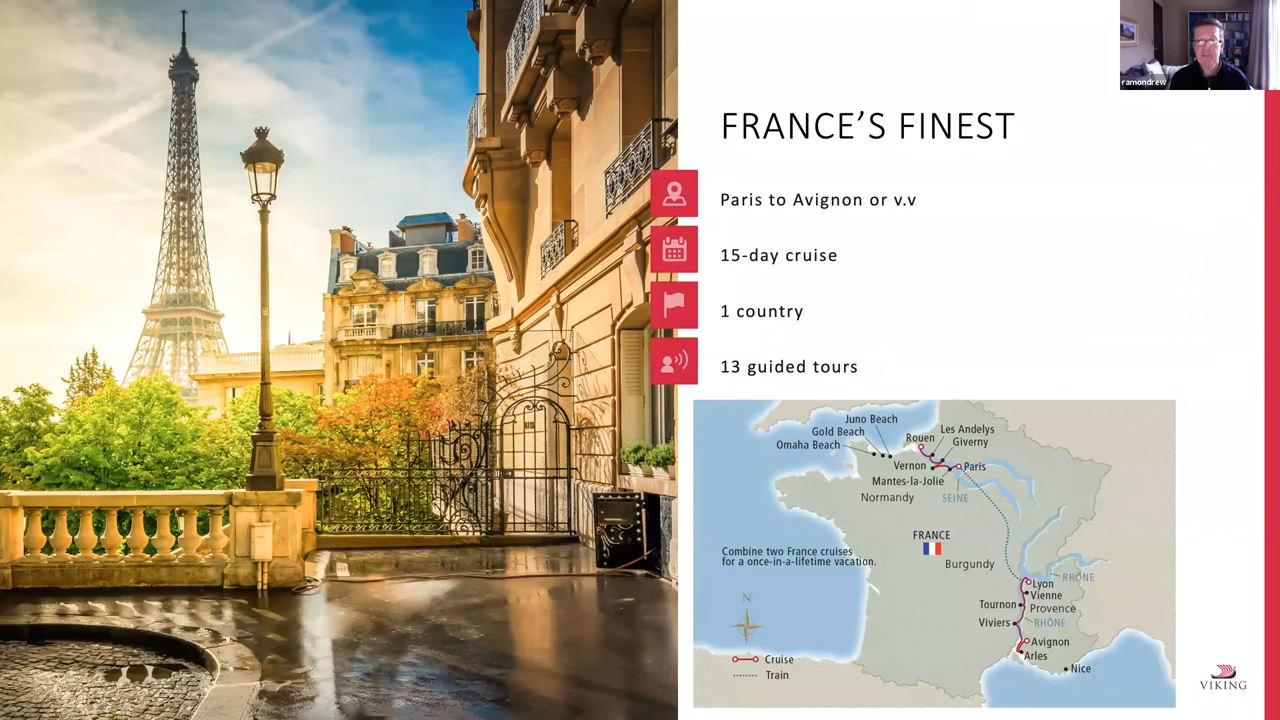 ramondrew
FRANCE’S FINEST
Paris to Avignon or v.v
15-day cruise
1 country
13 guided tours
Juno Beach
Gold Beach
Omaha Beach
Rouen
Les Andelys
Giverny
Vernon
Paris
Mantes-la-Jolie
Normandy
SEINE
FRANCE
Combine two France cruises
for a once-in-a-lifetime vacation.
Burgundy
RHÔNE
Lyon
Vienne
Tournon
Provence
Viviers
RHÔNE
Avignon
Arles
Nice
N
Cruise
Train
VIKING